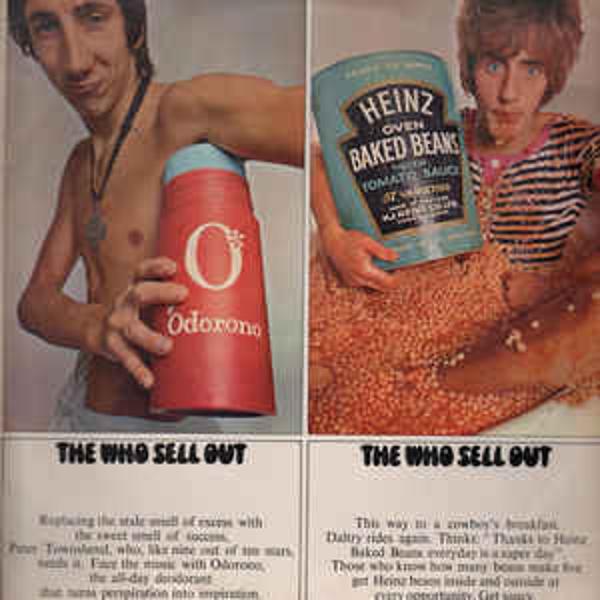 O
Odorono
HEINZ
OVEN
BAKED BEANS
TOMATO SAUCE
57 VARIETIES
THE WHO SELL OUT
Replacing the stale smell of excess with
the sweet smell of success,
Peter Townshend, who, like nine out of ten stars,
needs it. Face the music with Odorono,
the all-day deodorant
that turns perspiration into inspiration.
THE WHO SELL OUT
This way to a cowboy's breakfast.
Daltry rides again. Thinks: "Thanks to Heinz
Baked Beans everyday is a super day".
Those who know how many beans make five
get Heinz beans inside and outside at
every opportunity. Get saucy.